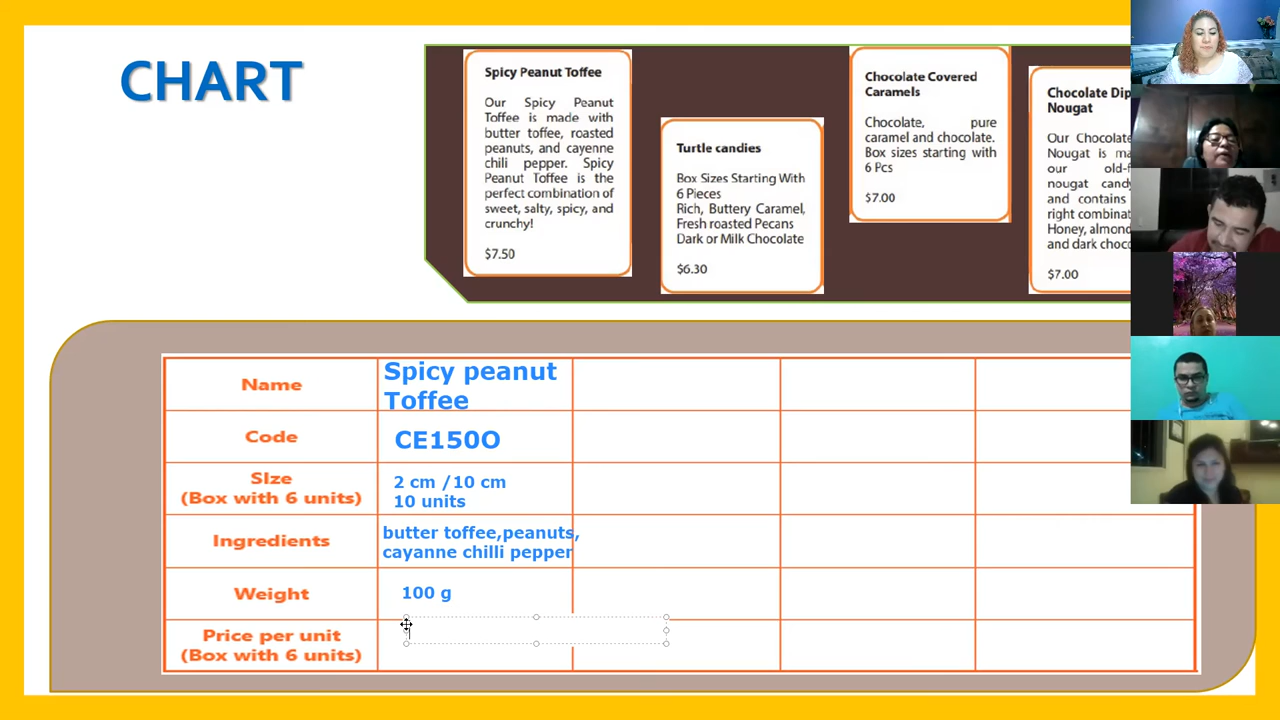 CHART
Spicy Peanut Toffee
Our Spicy Peanut
Toffee is made with
butter toffee, roasted
peanuts, and cayenne
chili pepper. Spicy
Peanut Toffee is the
perfect combination of
sweet, salty, spicy, and
crunchy!
$7.50
Turtle candies
Box Sizes Starting With
6 Pieces
Rich, Buttery Caramel,
Fresh roasted Pecans
Dark or Milk Chocolate
$6.30
Chocolate Covered
Caramels
Chocolate, pure
caramel and chocolate.
Box sizes starting with
6 Pcs
$7.00
Chocolate Dip
Nougat
Our Chocolate
Nougat is ma
our old-f
nougat candy
and contains
right combinat
Honey, almond
and dark choco
$7.00
Name
Spicy peanut
Toffee
Code
CE150O
SIze
(Box with 6 units)
2 cm /10 cm
10 units
Ingredients
butter toffee,peanuts,
cayanne chilli pepper
Weight
100 g
Price per unit
(Box with 6 units)